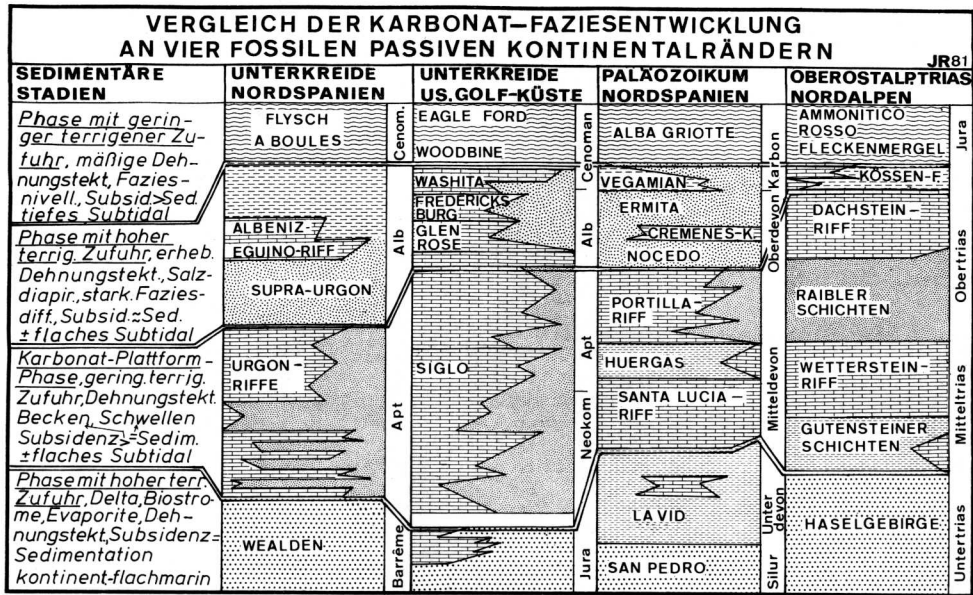 VERGLEICH DER KARBONAT-FAZIESENTWICKLUNG
AN VIER FOSSILEN PASSIVEN KONTINENTALRÄNDERN
JR81
SEDIMENTÄRE
STADIEN
UNTERKREIDE
NORDSPANIEN
UNTERKREIDE
US. GOLF-KÜSTE
PALÄOZOIKUM
NORDSPANIEN
OBEROSTALP.TRIAS
NORDALPEN
Phase mit gerin-
ger terrigener Zu-
fuhr, mäßige Deh-
nungstekt., Fazies-
nivell., Subsid.>Sed.
tiefes Subtidal
Phase mit hoher
terrig. Zufuhr, erheb.
Dehnungstekt., Salz-
diapir., stark. Fazies-
diff., Subsid.≈Sed.
± flaches Subtidal
Karbonat-Plattform-
Phase, gering. terrig.
Zufuhr, Dehnungstekt.
Becken, Schwellen
Subsidenz≥Sedim.
± flaches Subtidal
Phase mit hoher terr.
Zufuhr, Delta, Biostro-
me, Evaporite, Deh-
nungstekt., Subsidenz=
Sedimentation
kontinent-flachmarin
FLYSCH
A BOULES
ALBENIZ-
EGUINO-RIFF
SUPRA-URGON
URGON-
RIFFE
WEALDEN
Cenom.
Alb
Apt
Barrême
EAGLE FORD
WOODBINE
WASHITA
FREDERICKS
BURG
GLEN
ROSE
SIGLO
Cenoman
Alb
Apt
Neokom
Jura
ALBA GRIOTTE
VEGAMIAN
ERMITA
CREMENES-K.
NOCEDO
PORTILLA-
RIFF
HUERGAS
SANTA LUCIA-
RIFF
LA VID
SAN PEDRO
Karbon
Oberdevon
Mitteldevon
Unter
devon
Silur
AMMONITICO
ROSSO
FLECKENMERGEL
KÖSSEN-F.
DACHSTEIN-
RIFF
RAIBLER
SCHICHTEN
WETTERSTEIN-
RIFF
GUTENSTEINER
SCHICHTEN
HASELGEBIRGE
Jura
Obertrias
Mitteltrias
Untertrias